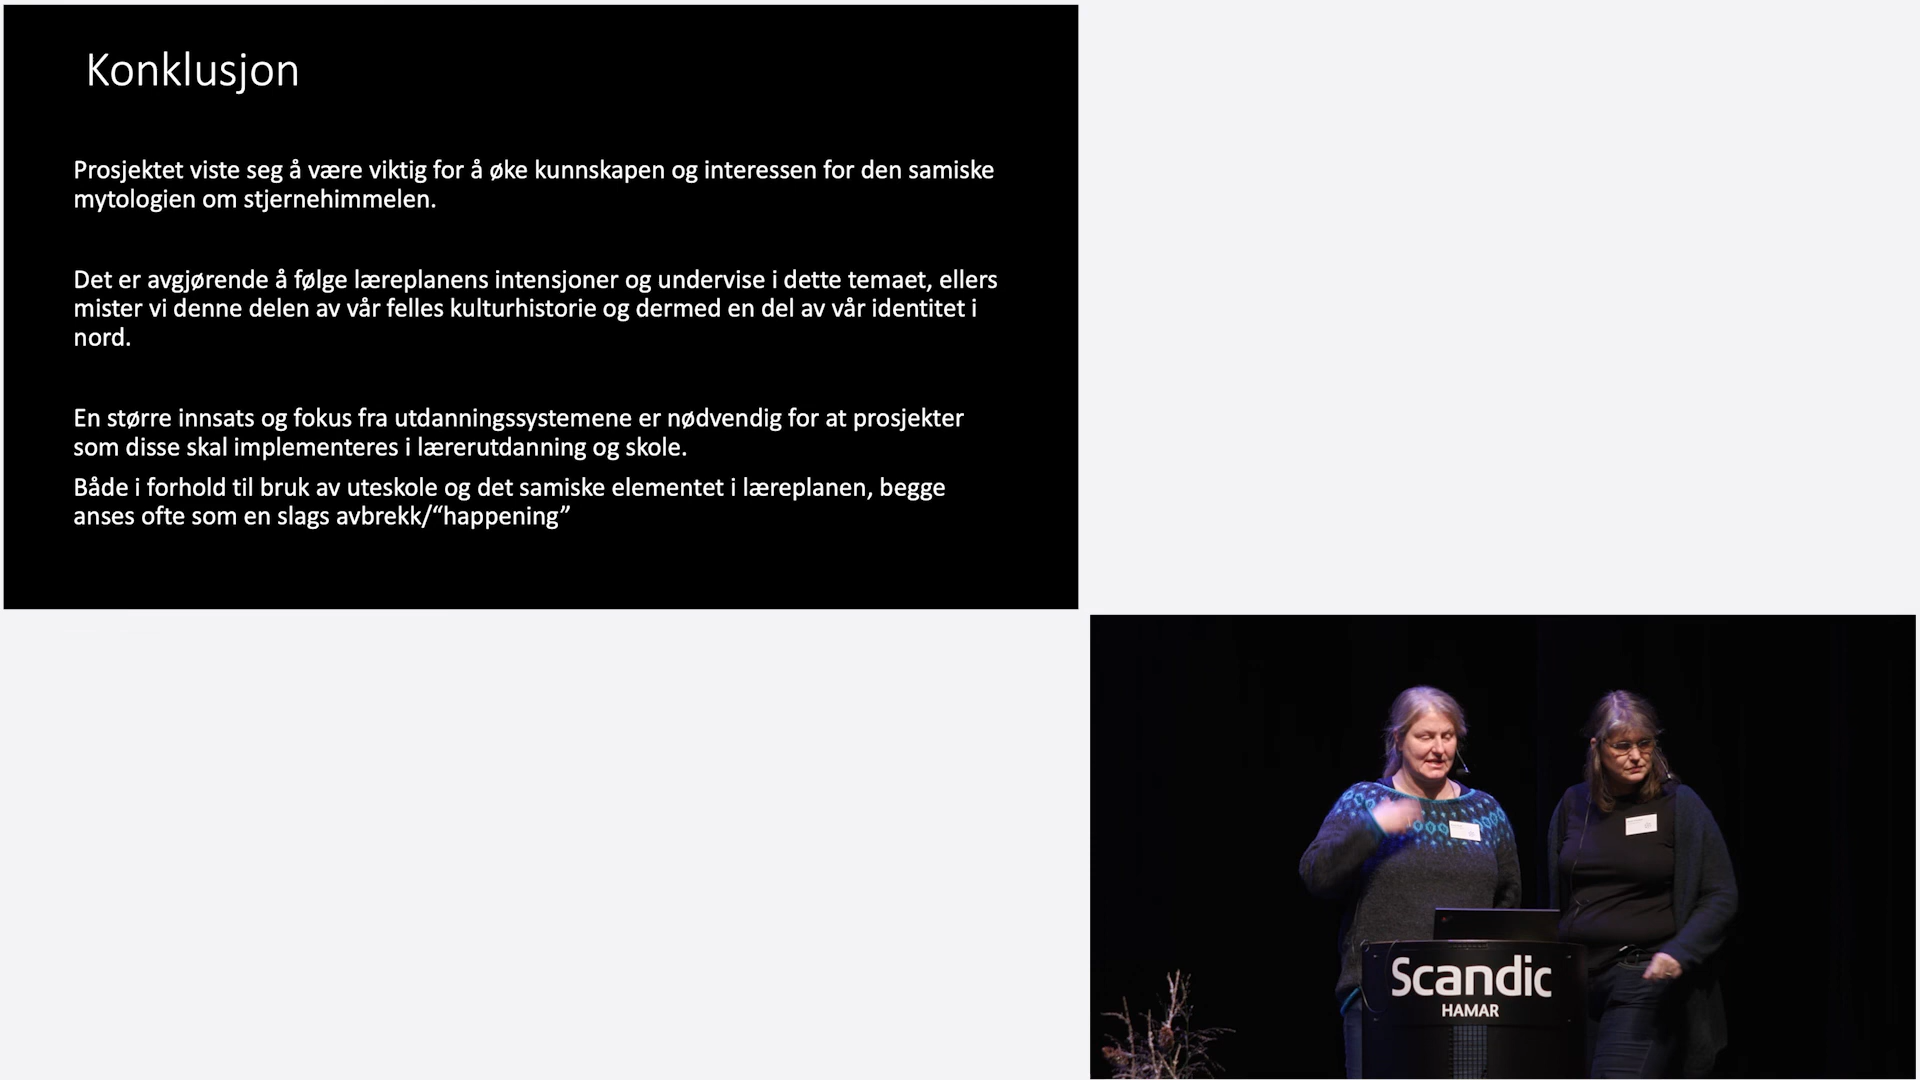 Konklusjon
Prosjektet viste seg å være viktig for å øke kunnskapen og interessen for den samiske
mytologien om stjernehimmelen.
Det er avgjørende å følge læreplanens intensjoner og undervise i dette temaet, ellers
mister vi denne delen av vår felles kulturhistorie og dermed en del av vår identitet i
nord.
En større innsats og fokus fra utdanningssystemene er nødvendig for at prosjekter
som disse skal implementeres i lærerutdanning og skole.
Både i forhold til bruk av uteskole og det samiske elementet i læreplanen, begge
anses ofte som en slags avbrekk/“happening”
Scandic
HAMAR